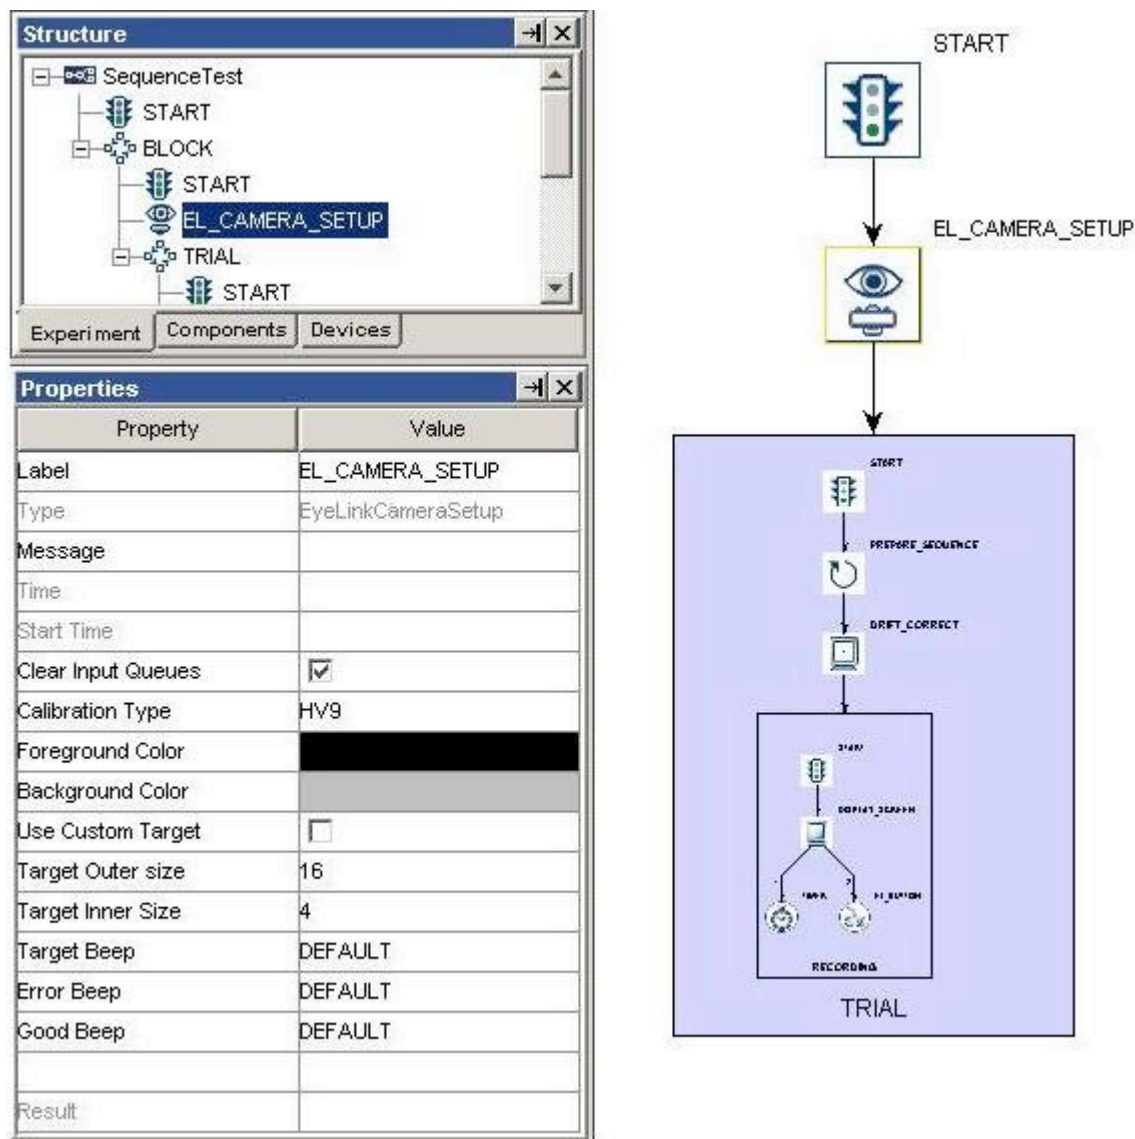 Structure
SequenceTest
START
BLOCK
START
EL_CAMERA_SETUP
TRIAL
START
Experiment Components Devices
Properties
Property Value
Label EL_CAMERA_SETUP
Type EyeLinkCameraSetup
Message
Time
Start Time
Clear Input Queues
Calibration Type HV9
Foreground Color
Background Color
Use Custom Target
Target Outer size 16
Target Inner Size 4
Target Beep DEFAULT
Error Beep DEFAULT
Good Beep DEFAULT
Result
START
EL_CAMERA_SETUP
START
PREPARE_SEQUENCE
DRIFT_CORRECT
START
DISPLAY_SCREEN
TIMER
RECORDING
TRIAL